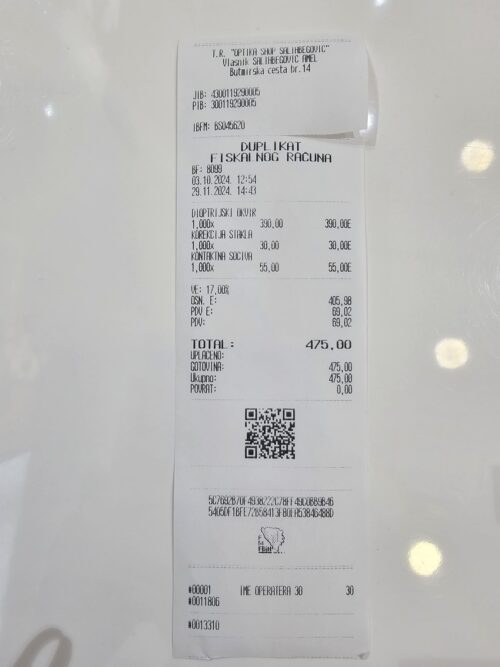 T.R. "OPTIKA SHOP SALIHBEGOVIC"
Vlasnik SALIHBEGOVIC AMEL
Butmirska cesta br.14
JIB: 4300119290005
PIB: 300119290005
IBFM: BS045620
DUPLIKAT
FISKALNOG RAČUNA
BF: 8099
03.10.2024. 12:54
29.11.2024. 14:43
DIOPTRIJSKI OKVIR
1,000x 390,00 390,00E
KOREKCIJA STAKLA
1,000x 30,00 30,00E
KONTAKTNA SOCIVA
1,000x 55,00 55,00E
VE: 17,00%
OSN. E: 405,98
PDV E: 69,02
PDV: 69,02
TOTAL: 475,00
UPLAĆENO:
GOTOVINA: 475,00
Ukupno: 475,00
POVRAT: 0,00
#00001 IME OPERATERA 30 30
#0011806
#0013310